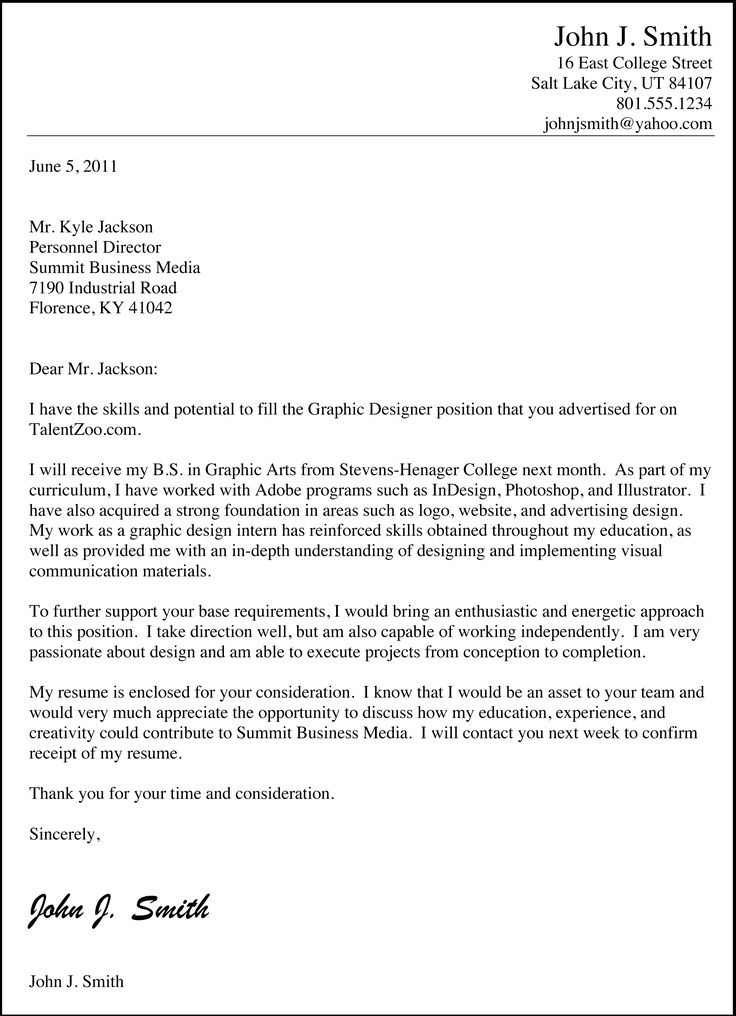 John J. Smith
16 East College Street
Salt Lake City, UT 84107
801.555.1234
johnjsmith@yahoo.com
June 5, 2011
Mr. Kyle Jackson
Personnel Director
Summit Business Media
7190 Industrial Road
Florence, KY 41042
Dear Mr. Jackson:
I have the skills and potential to fill the Graphic Designer position that you advertised for on
TalentZoo.com.
I will receive my B.S. in Graphic Arts from Stevens-Henager College next month.  As part of my
curriculum, I have worked with Adobe programs such as InDesign, Photoshop, and Illustrator.  I
have also acquired a strong foundation in areas such as logo, website, and advertising design.
My work as a graphic design intern has reinforced skills obtained throughout my education, as
well as provided me with an in-depth understanding of designing and implementing visual
communication materials.
To further support your base requirements, I would bring an enthusiastic and energetic approach
to this position.  I take direction well, but am also capable of working independently.  I am very
passionate about design and am able to execute projects from conception to completion.
My resume is enclosed for your consideration.  I know that I would be an asset to your team and
would very much appreciate the opportunity to discuss how my education, experience, and
creativity could contribute to Summit Business Media.  I will contact you next week to confirm
receipt of my resume.
Thank you for your time and consideration.
Sincerely,
John J. Smith
John J. Smith